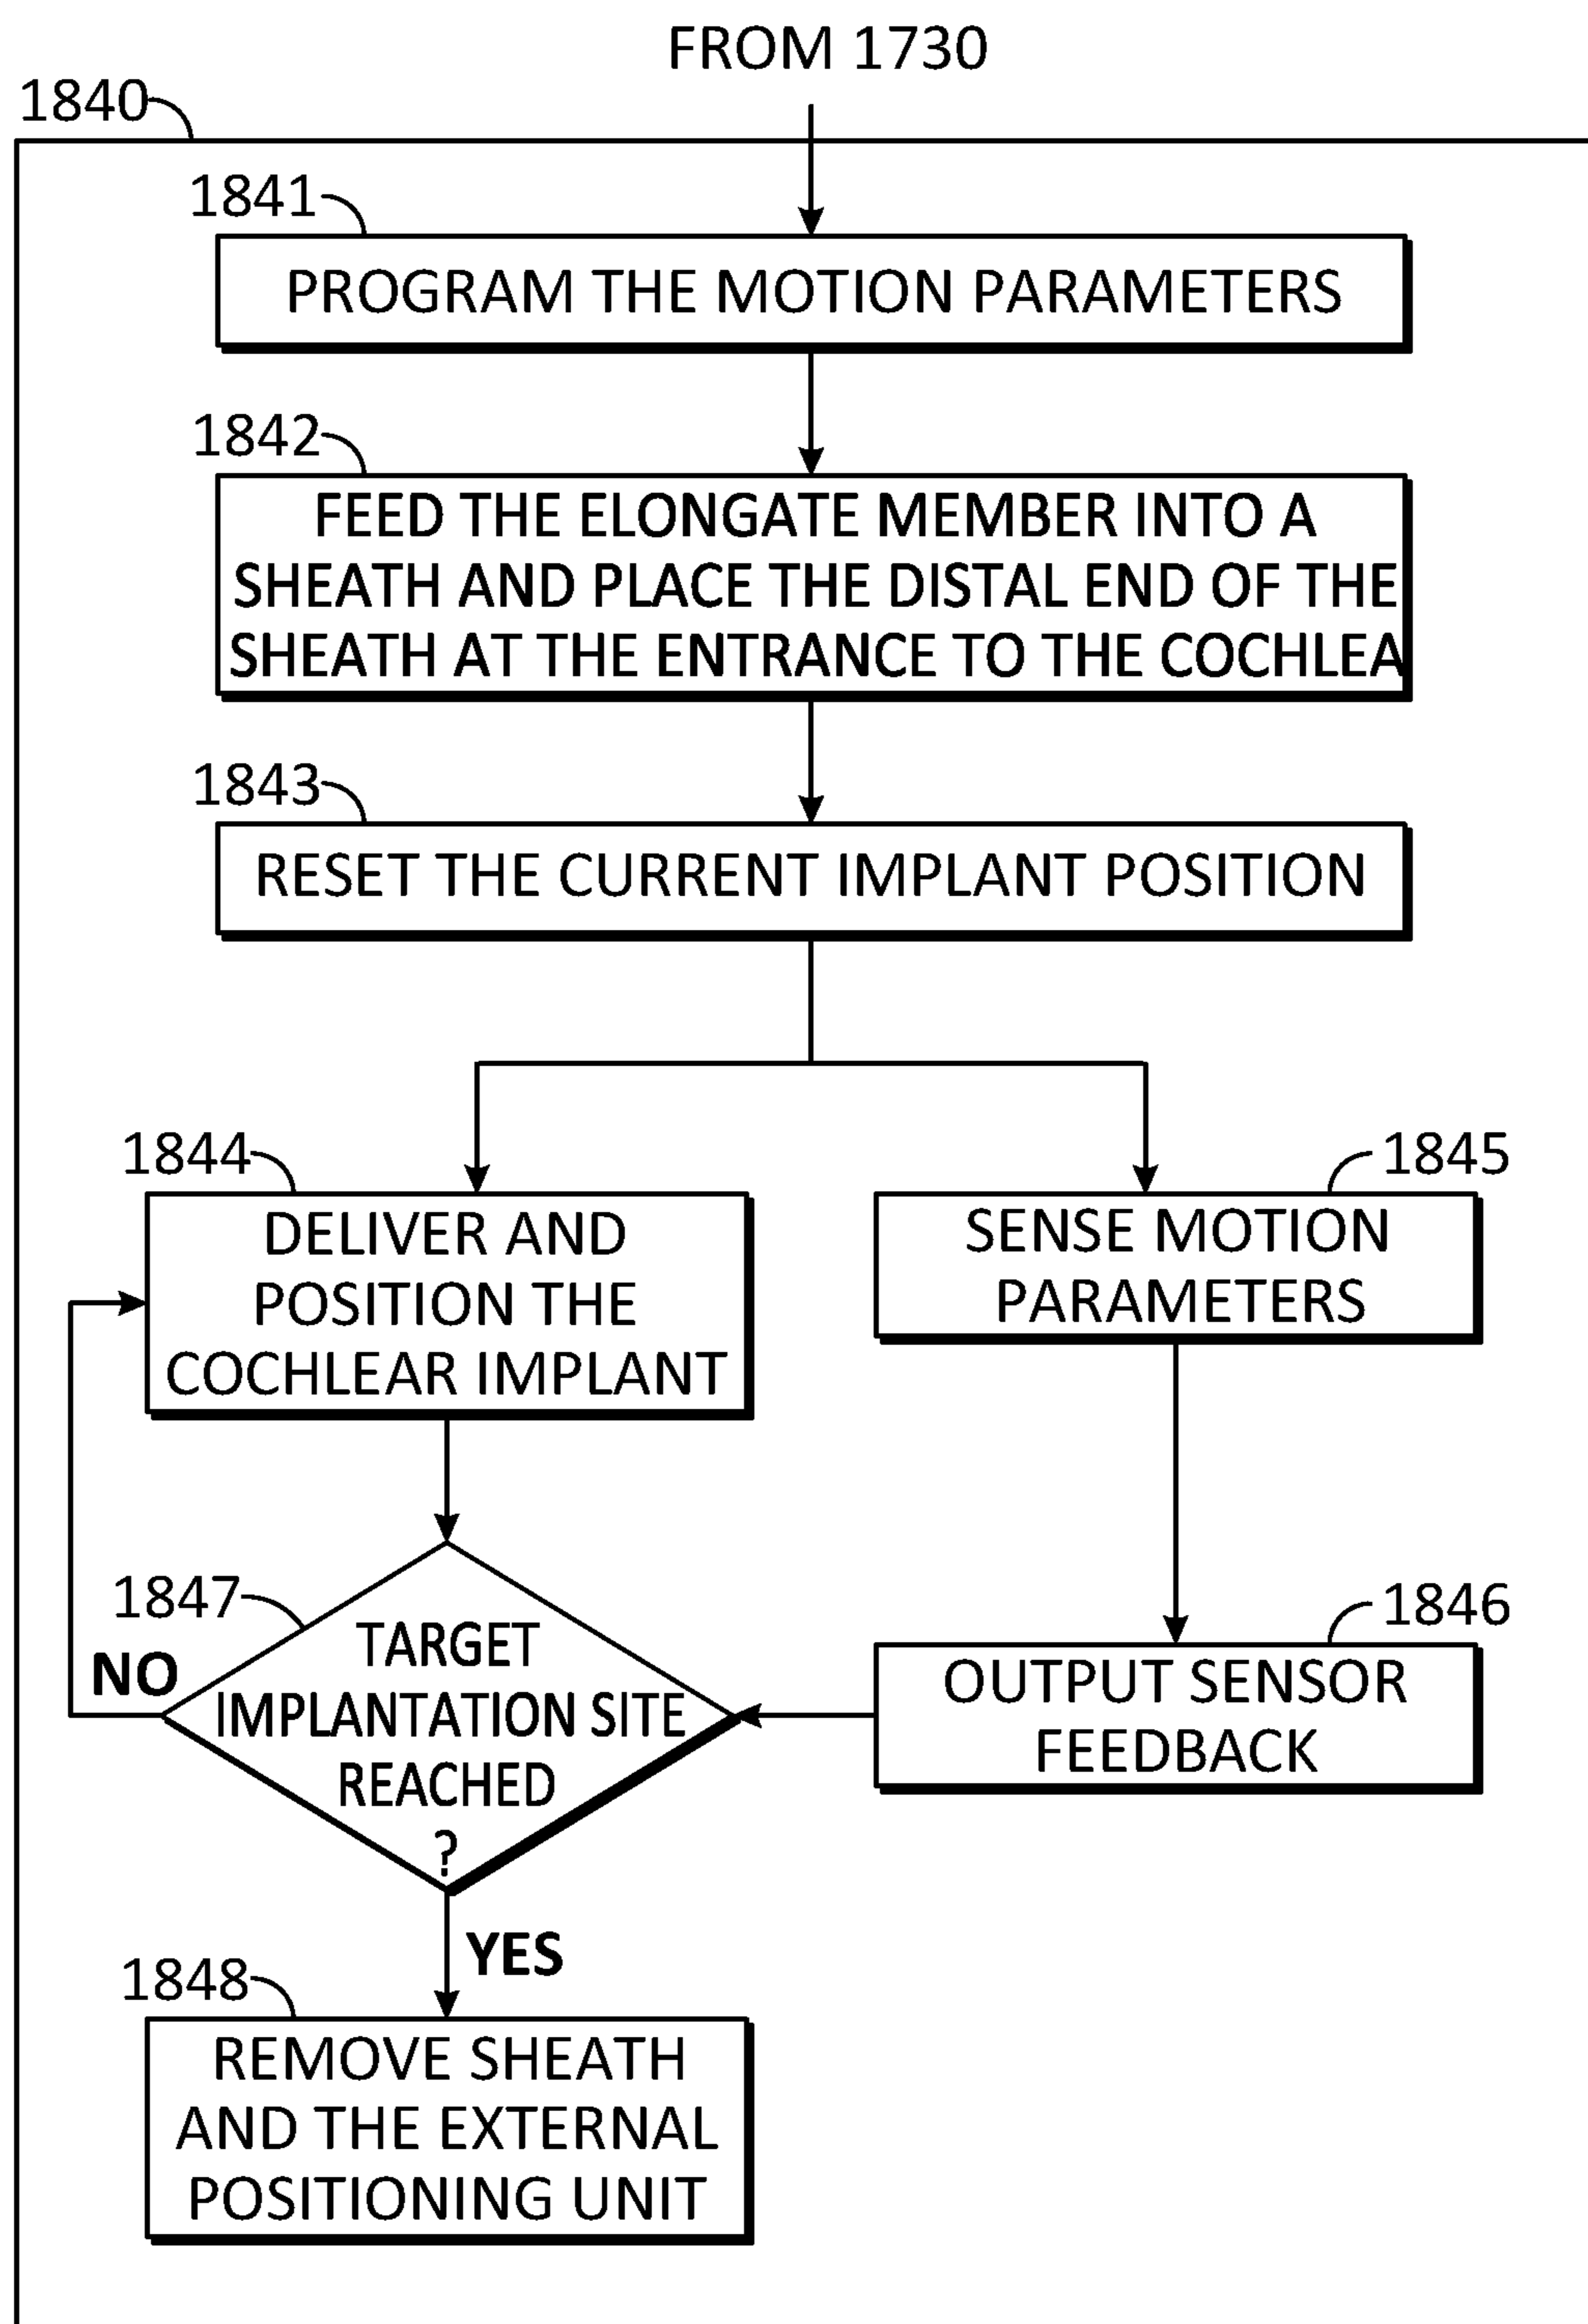 FROM 1730
1840
1841
PROGRAM THE MOTION PARAMETERS
1842
FEED THE ELONGATE MEMBER INTO A
SHEATH AND PLACE THE DISTAL END OF THE
SHEATH AT THE ENTRANCE TO THE COCHLEA
1843
RESET THE CURRENT IMPLANT POSITION
1844
DELIVER AND
POSITION THE
COCHLEAR IMPLANT
1845
SENSE MOTION
PARAMETERS
1847
TARGET
IMPLANTATION SITE
REACHED
?
NO
1846
OUTPUT SENSOR
FEEDBACK
YES
1848
REMOVE SHEATH
AND THE EXTERNAL
POSITIONING UNIT